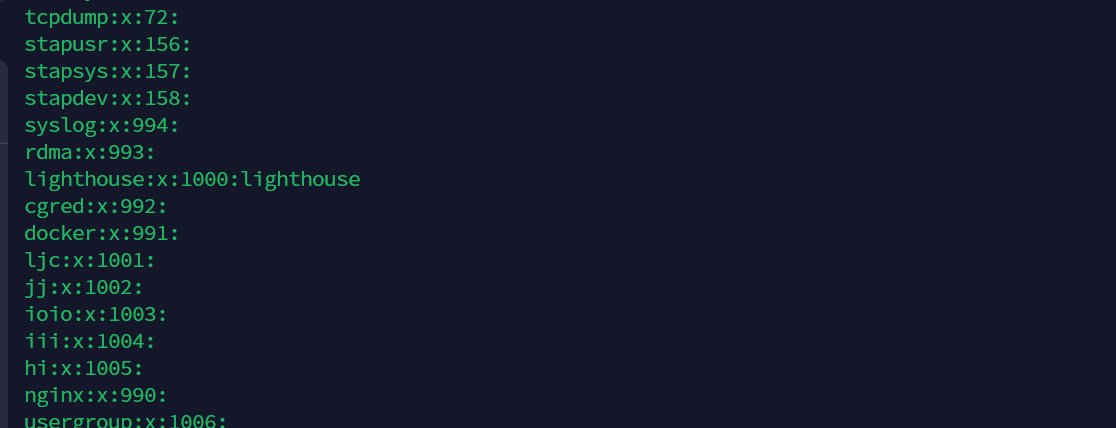 tcpdump:x:72:
stapusr:x:156:
stapsys:x:157:
stapdev:x:158:
syslog:x:994:
rdma:x:993:
lighthouse:x:1000:lighthouse
cgred:x:992:
docker:x:991:
ljc:x:1001:
jj:x:1002:
ioio:x:1003:
iii:x:1004:
hi:x:1005:
nginx:x:990:
usergroup:x:1006: